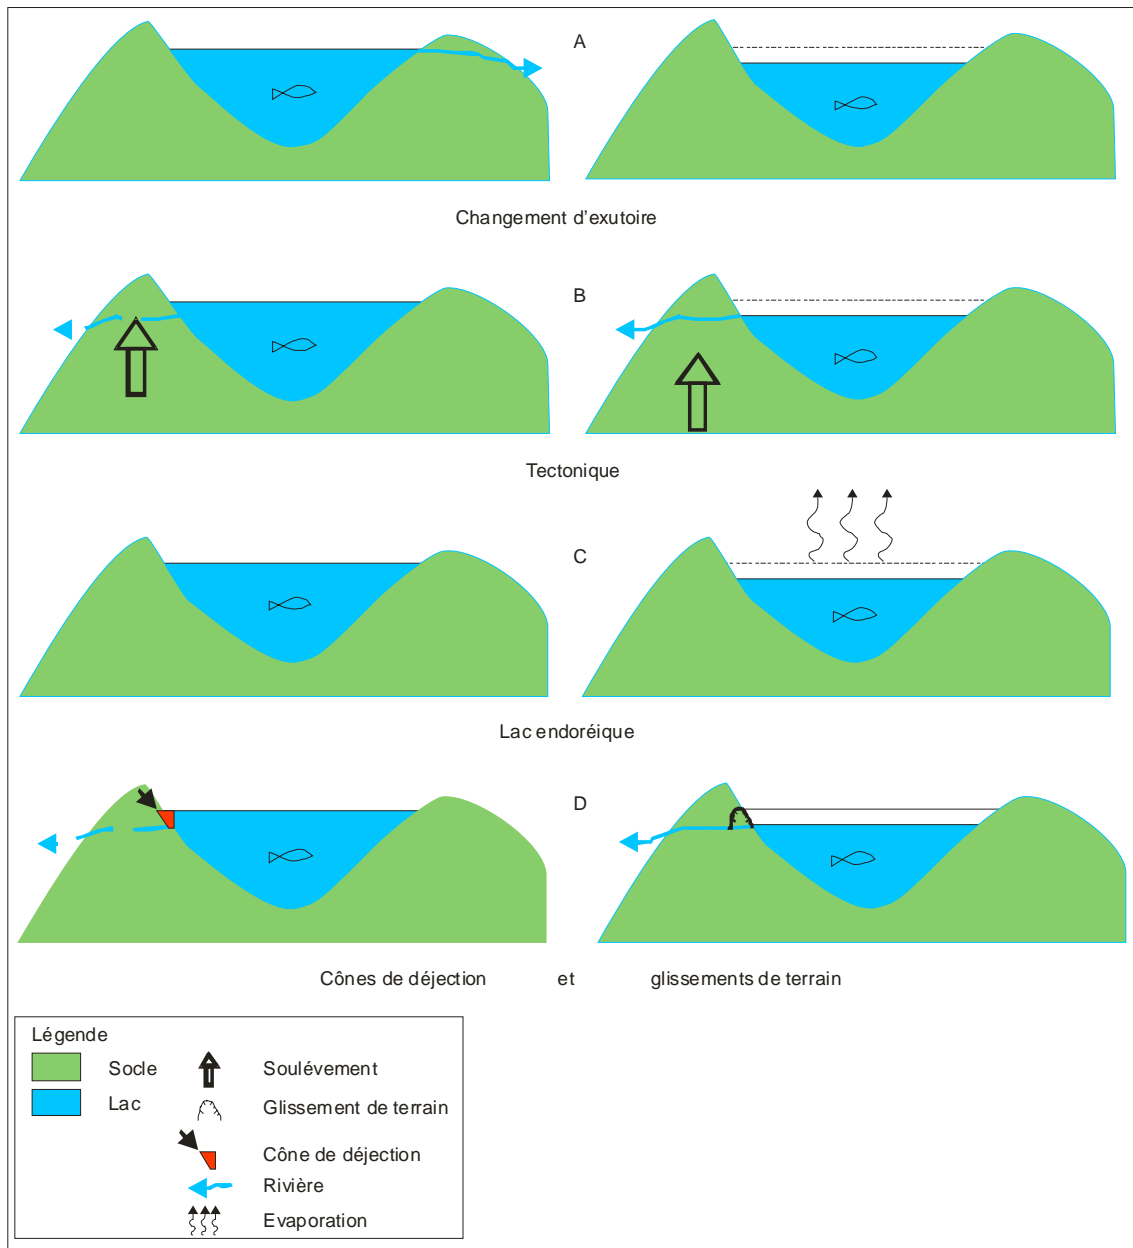 A
Changement d'exutoire
B
Tectonique
C
Lac endoréique
D
Cônes de déjection et glissements de terrain
Légende
Socle
Soulévement
Lac
Glissement de terrain
Cône de déjection
Rivière
Evaporation